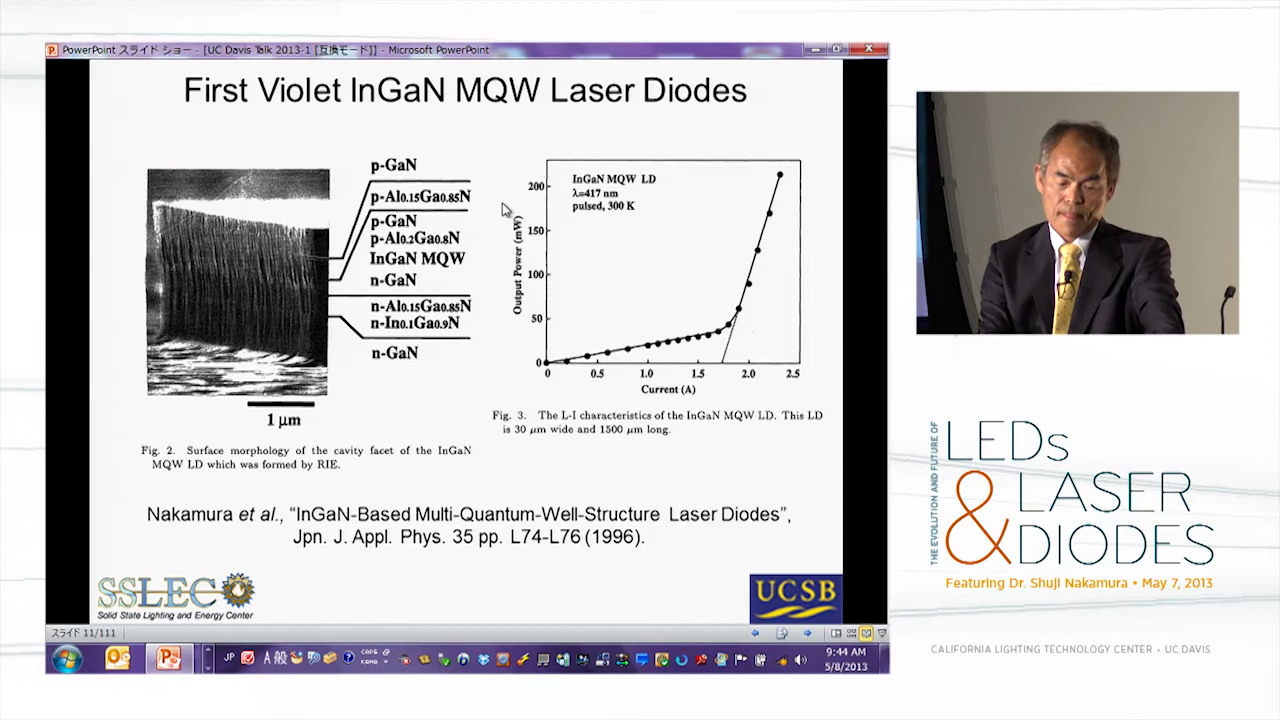 PowerPoint スライド ショー - [UC Davis Talk 2013-1 [互換モード]] - Microsoft PowerPoint
First Violet InGaN MQW Laser Diodes
p-GaN
p-Al0.15Ga0.85N
p-GaN
p-Al0.2Ga0.8N
InGaN MQW
n-GaN
n-Al0.15Ga0.85N
n-In0.1Ga0.9N
n-GaN
1 μm
Fig. 2. Surface morphology of the cavity facet of the InGaN
MQW LD which was formed by RIE.
InGaN MQW LD
λ=417 nm
pulsed, 300 K
Output Power (mW)
200
150
100
50
0
0 0.5 1.0 1.5 2.0 2.5
Current (A)
Fig. 3. The L-I characteristics of the InGaN MQW LD. This LD
is 30 μm wide and 1500 μm long.
Nakamura et al., “InGaN-Based Multi-Quantum-Well-Structure Laser Diodes”,
Jpn. J. Appl. Phys. 35 pp. L74-L76 (1996).
SSLEC
Solid State Lighting and Energy Center
UCSB
スライド 11/111
JP
A 般
CAPS
KANA
9:44 AM
5/8/2013
THE EVOLUTION AND FUTURE OF
LEDs
& LASER
DIODES
Featuring Dr. Shuji Nakamura • May 7, 2013
CALIFORNIA LIGHTING TECHNOLOGY CENTER • UC DAVIS